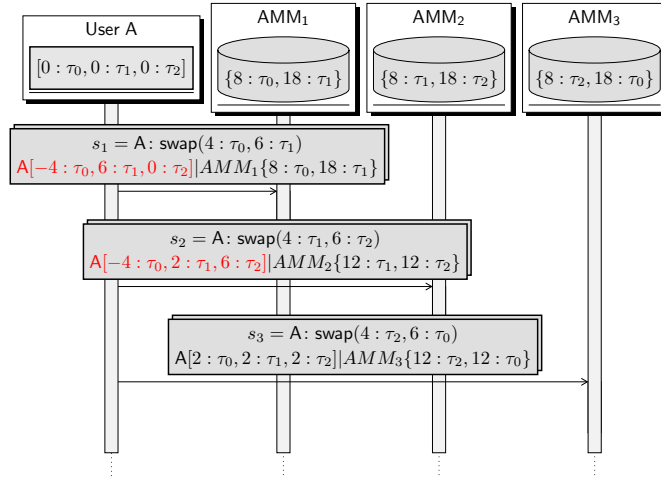 User A
[0 : τ₀, 0 : τ₁, 0 : τ₂]
AMM₁
{8 : τ₀, 18 : τ₁}
AMM₂
{8 : τ₁, 18 : τ₂}
AMM₃
{8 : τ₂, 18 : τ₀}
s₁ = A: swap(4 : τ₀, 6 : τ₁)
A[−4 : τ₀, 6 : τ₁, 0 : τ₂]|AMM₁{8 : τ₀, 18 : τ₁}
s₂ = A: swap(4 : τ₁, 6 : τ₂)
A[−4 : τ₀, 2 : τ₁, 6 : τ₂]|AMM₂{12 : τ₁, 12 : τ₂}
s₃ = A: swap(4 : τ₂, 6 : τ₀)
A[2 : τ₀, 2 : τ₁, 2 : τ₂]|AMM₃{12 : τ₂, 12 : τ₀}